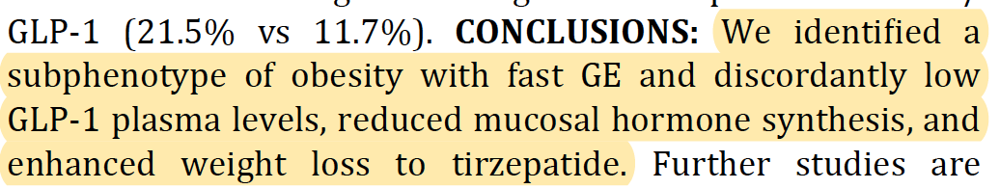 GLP-1 (21.5% vs 11.7%). CONCLUSIONS: We identified a
subphenotype of obesity with fast GE and discordantly low
GLP-1 plasma levels, reduced mucosal hormone synthesis, and
enhanced weight loss to tirzepatide. Further studies are